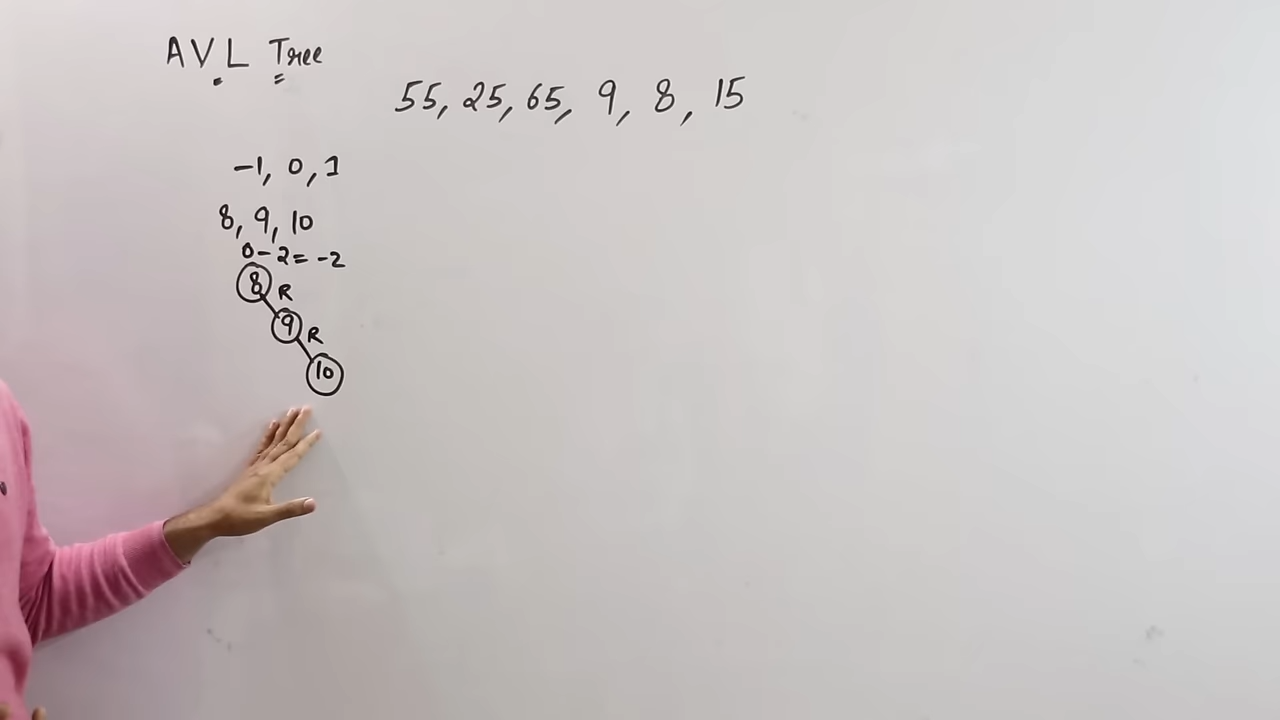 AVL Tree
55, 25, 65, 9, 8, 15
-1, 0, 1
8, 9, 10
0-2=-2
8 R
9 R
10